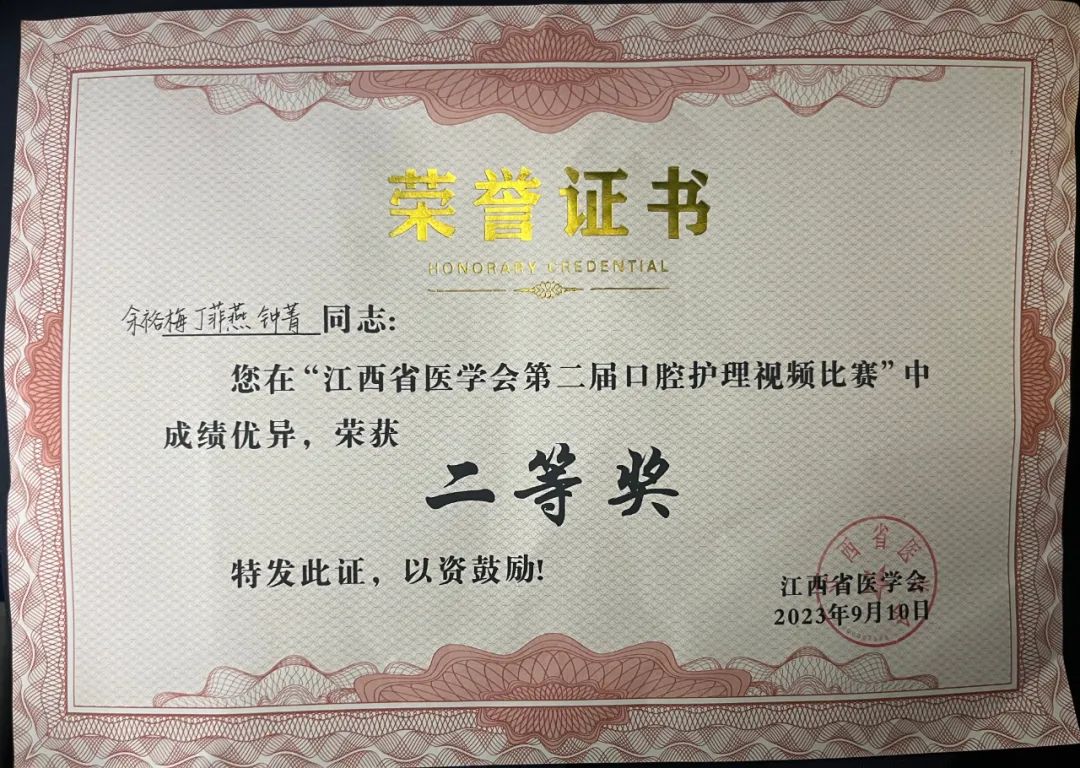 荣誉证书
HONORARY CREDENTIAL
余裕梅 丁菲燕 钟菁 同志:
您在“江西省医学会第二届口腔护理视频比赛”中
成绩优异，荣获
二等奖
特发此证，以资鼓励!
西省医
江西省医学会
2023年9月10日